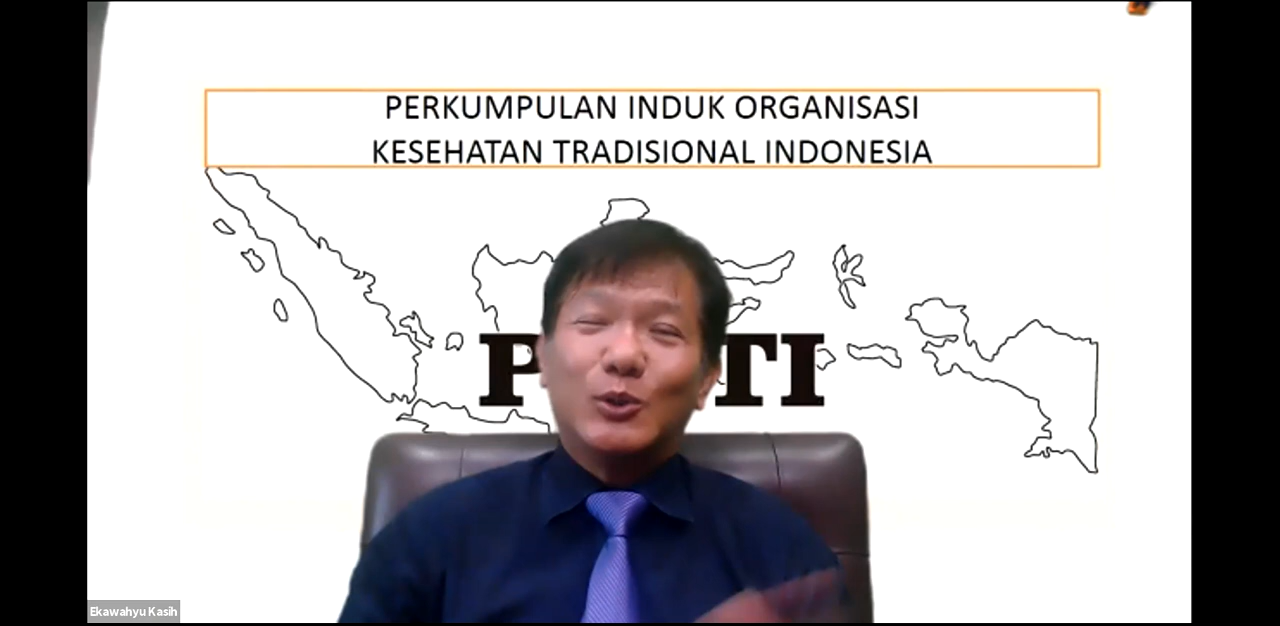 PERKUMPULAN INDUK ORGANISASI
KESEHATAN TRADISIONAL INDONESIA
Ekawahyu Kasih